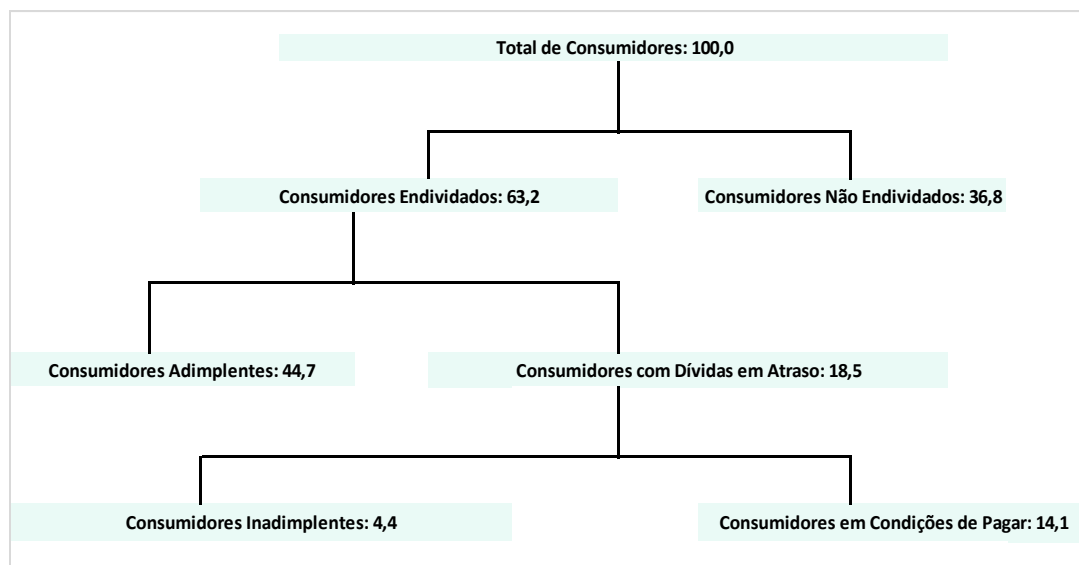 Total de Consumidores: 100,0
Consumidores Endividados: 63,2
Consumidores Não Endividados: 36,8
Consumidores Adimplentes: 44,7
Consumidores com Dívidas em Atraso: 18,5
Consumidores Inadimplentes: 4,4
Consumidores em Condições de Pagar: 14,1